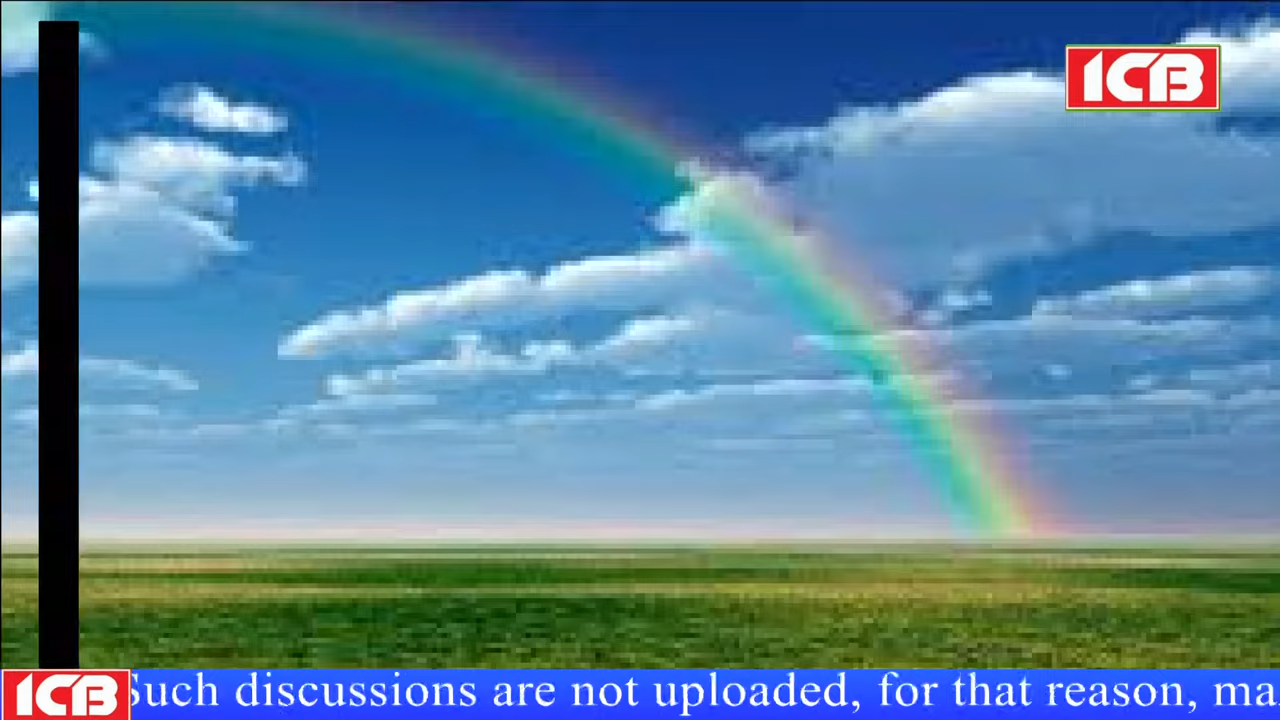 ICB
ICB Such discussions are not uploaded, for that reason, ma